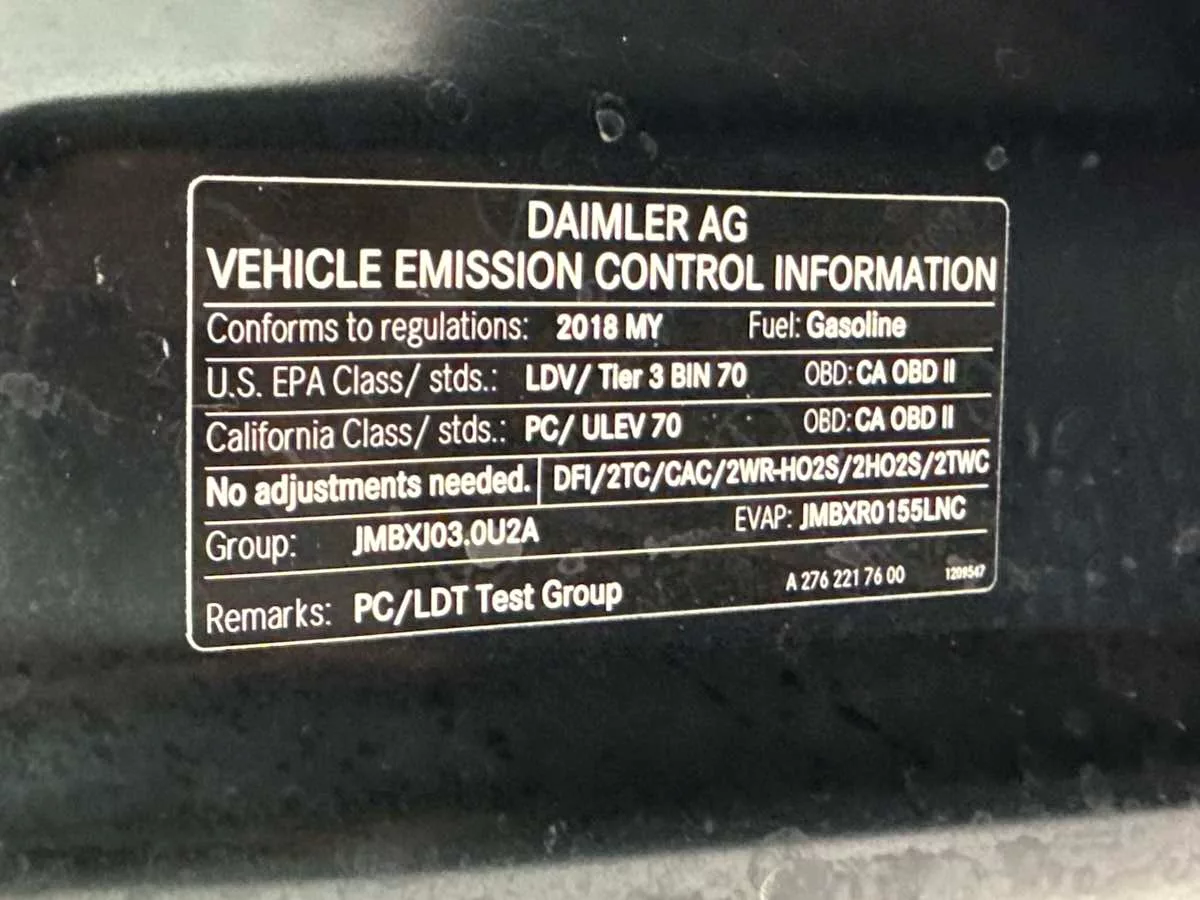 DAIMLER AG
VEHICLE EMISSION CONTROL INFORMATION
Conforms to regulations: 2018 MY Fuel: Gasoline
U.S. EPA Class/ stds.: LDV/ Tier 3 BIN 70 OBD: CA OBD II
California Class/ stds.: PC/ ULEV 70 OBD: CA OBD II
No adjustments needed. DFI/2TC/CAC/2WR-HO2S/2HO2S/2TWC
Group: JMBXJ03.0U2A EVAP: JMBXR0155LNC
Remarks: PC/LDT Test Group A 276 221 76 00 1209547